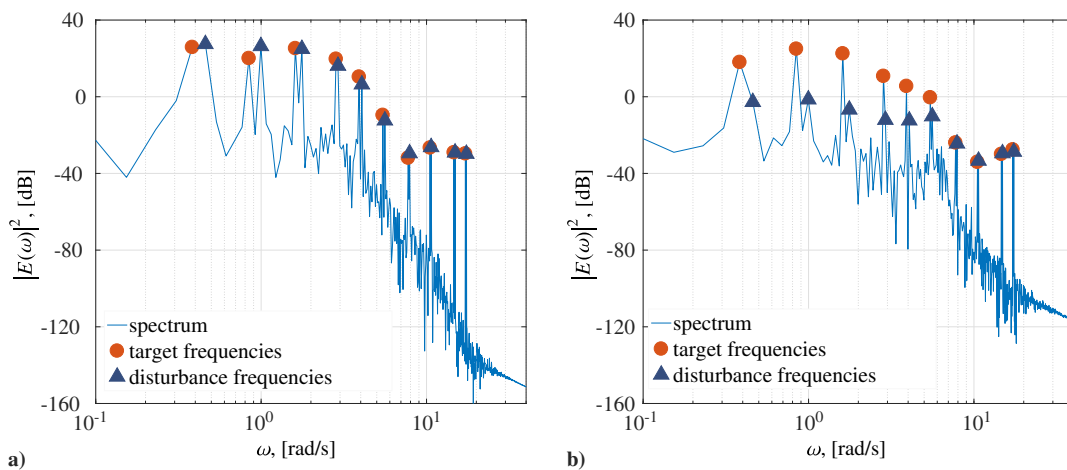 40
0
-40
-80
-120
-160
|E(ω)|², [dB]
spectrum
target frequencies
disturbance frequencies
10⁻¹
10⁰
10¹
ω, [rad/s]
a)
40
0
-40
-80
-120
-160
|E(ω)|², [dB]
spectrum
target frequencies
disturbance frequencies
10⁻¹
10⁰
10¹
ω, [rad/s]
b)